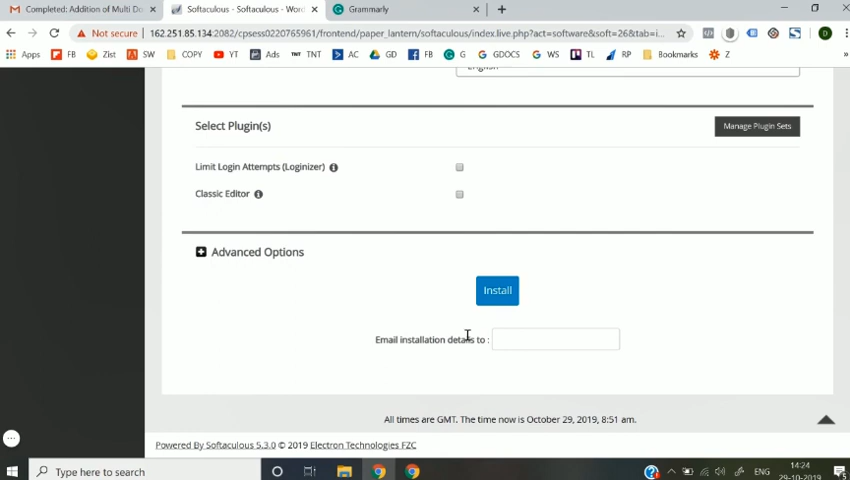 Completed: Addition of Multi Do
Softaculous - Softaculous - Word
Grammarly
Not secure 162.251.85.134:2082/cpsess0220765961/frontend/paper_lantern/softaculous/index.live.php?act=software&soft=26&tab=i...
Apps FB Zist SW YT Ads TNT AC GD FB G GDOCS WS TL RP Bookmarks Z
English
Select Plugin(s)
Manage Plugin Sets
Limit Login Attempts (Loginizer)
Classic Editor
Advanced Options
Install
Email installation details to :
All times are GMT. The time now is October 29, 2019, 8:51 am.
Powered By Softaculous 5.3.0 © 2019 Electron Technologies FZC
Type here to search
ENG
14:24
29-10-2019